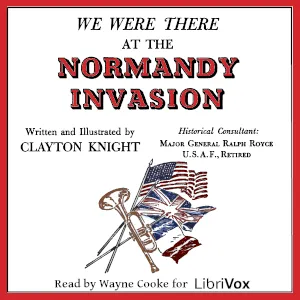 WE WERE THERE
AT THE
NORMANDY
INVASION
Written and Illustrated by
CLAYTON KNIGHT
Historical Consultant:
MAJOR GENERAL RALPH ROYCE
U.S.A.F., RETIRED
Read by Wayne Cooke for LibriVox